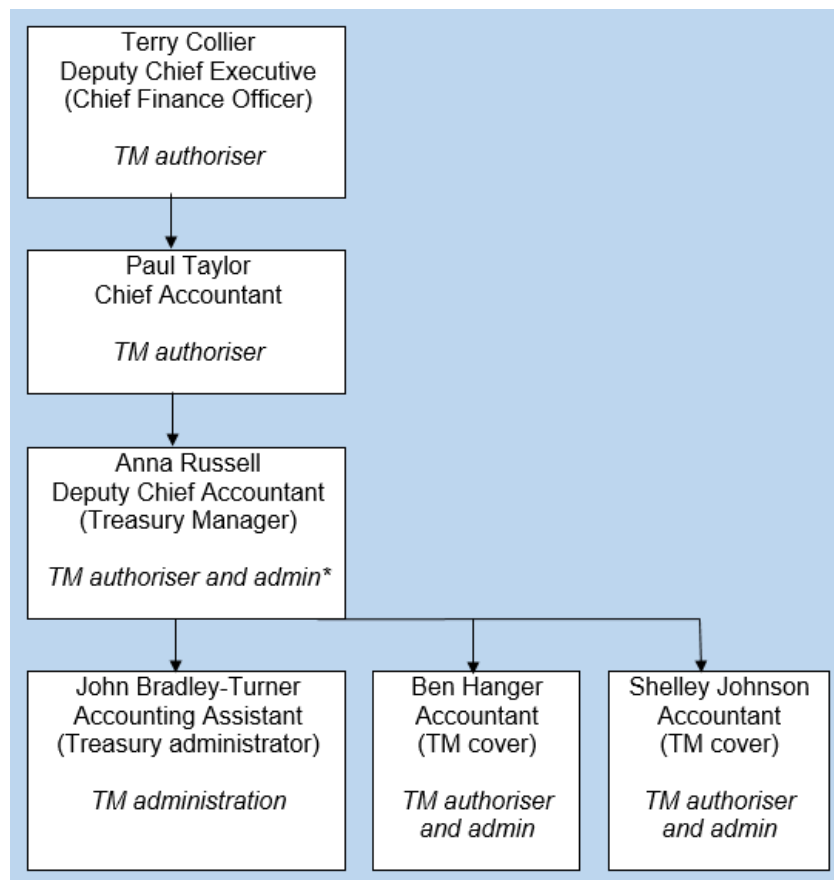 Terry Collier
Deputy Chief Executive
(Chief Finance Officer)
TM authoriser
Paul Taylor
Chief Accountant
TM authoriser
Anna Russell
Deputy Chief Accountant
(Treasury Manager)
TM authoriser and admin*
John Bradley-Turner
Accounting Assistant
(Treasury administrator)
TM administration
Ben Hanger
Accountant
(TM cover)
TM authoriser
and admin
Shelley Johnson
Accountant
(TM cover)
TM authoriser
and admin